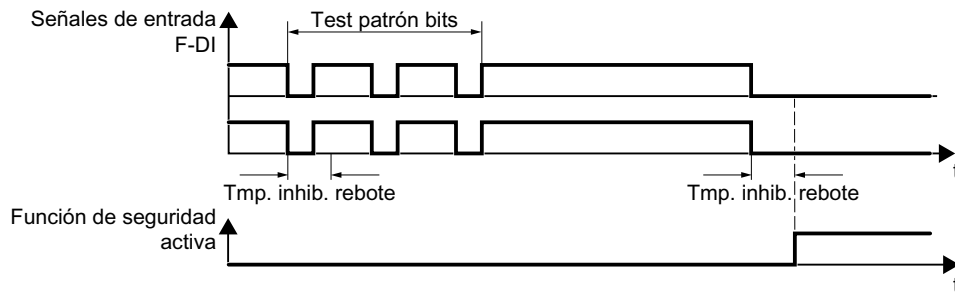 Señales de entrada
F-DI
Test patrón bits
t
Tmp. inhib. rebote
Tmp. inhib. rebote
Función de seguridad
activa
t